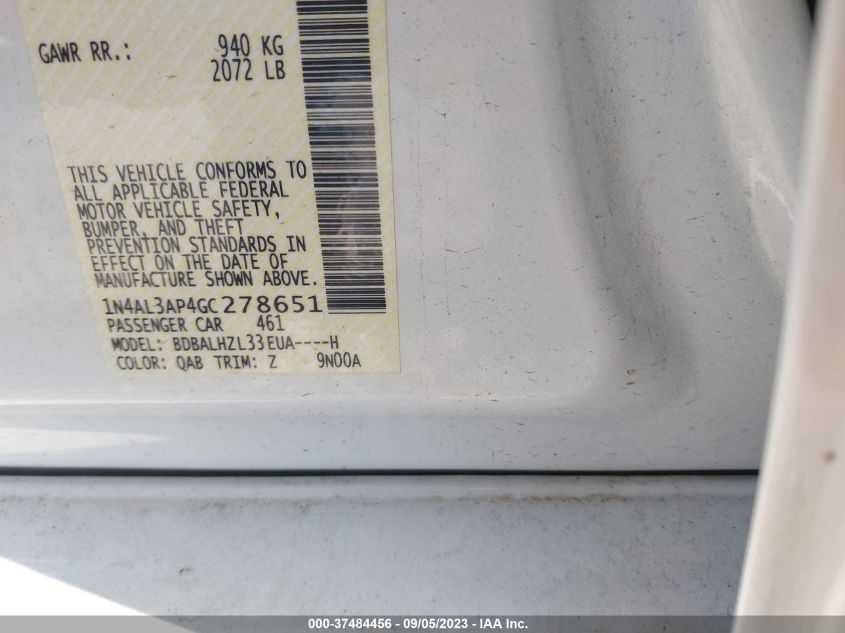 GAWR RR.: 940 KG
2072 LB
THIS VEHICLE CONFORMS TO
ALL APPLICABLE FEDERAL
MOTOR VEHICLE SAFETY,
BUMPER, AND THEFT
PREVENTION STANDARDS IN
EFFECT ON THE DATE OF
MANUFACTURE SHOWN ABOVE.
1N4AL3AP4GC278651
PASSENGER CAR 461
MODEL: BDBALHZL33EUA----H
COLOR: QAB TRIM: Z 9N00A
000-37484456 - 09/05/2023 - IAA Inc.